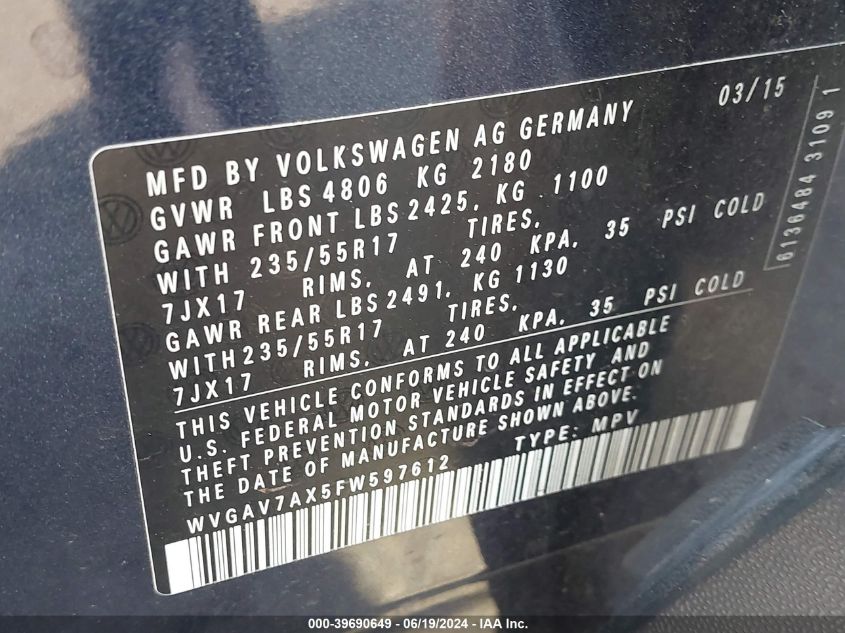 03/15
MFD BY VOLKSWAGEN AG GERMANY
GVWR LBS 4806 KG 2180
GAWR FRONT LBS 2425, KG 1100
WITH 235/55R17 TIRES,
7JX17 RIMS, AT 240 KPA, 35 PSI COLD
GAWR REAR LBS 2491, KG 1130
WITH 235/55R17 TIRES,
7JX17 RIMS, AT 240 KPA, 35 PSI COLD
THIS VEHICLE CONFORMS TO ALL APPLICABLE
U.S. FEDERAL MOTOR VEHICLE SAFETY AND
THEFT PREVENTION STANDARDS IN EFFECT ON
THE DATE OF MANUFACTURE SHOWN ABOVE.
WVGAV7AX5FW597612 TYPE: MPV
6136484 3109 1
000-39690649 - 06/19/2024 - IAA Inc.